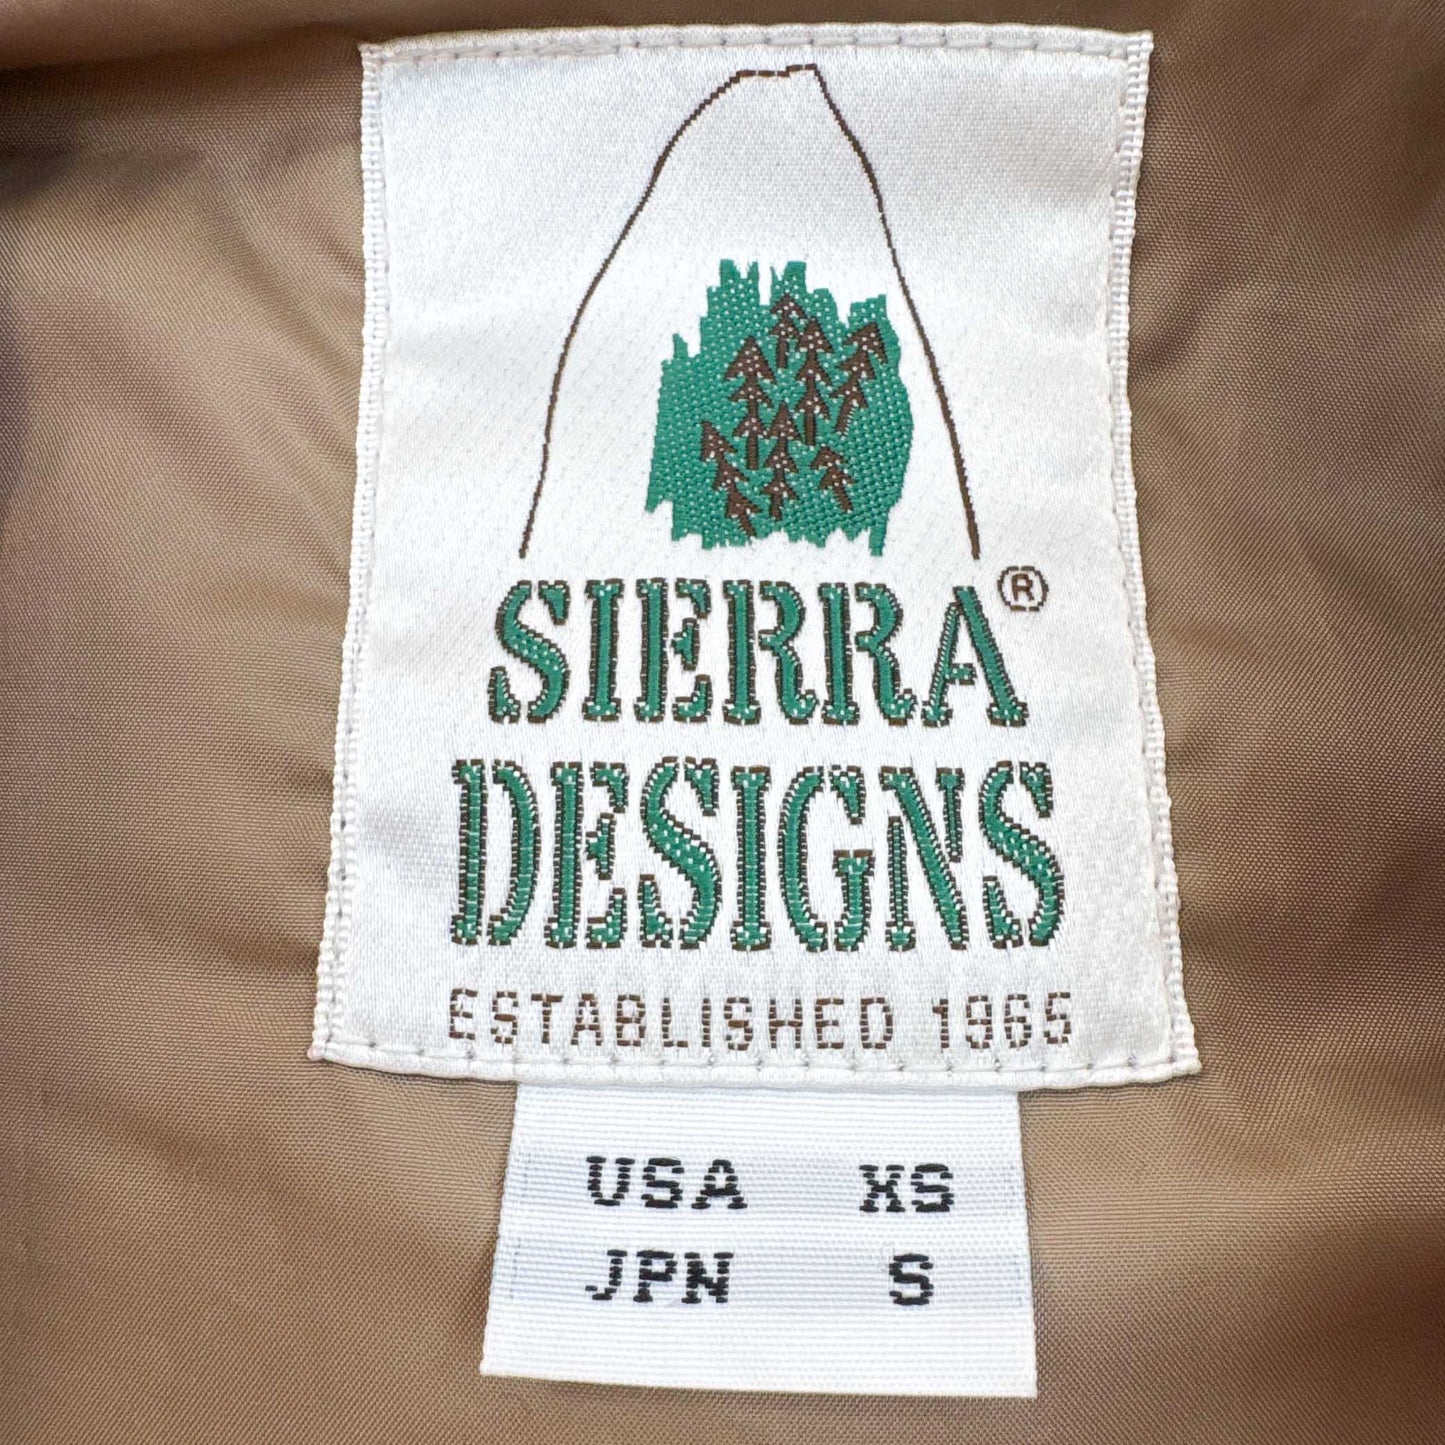 SIERRA®
DESIGNS
ESTABLISHED 1965
USA XS
JPN S